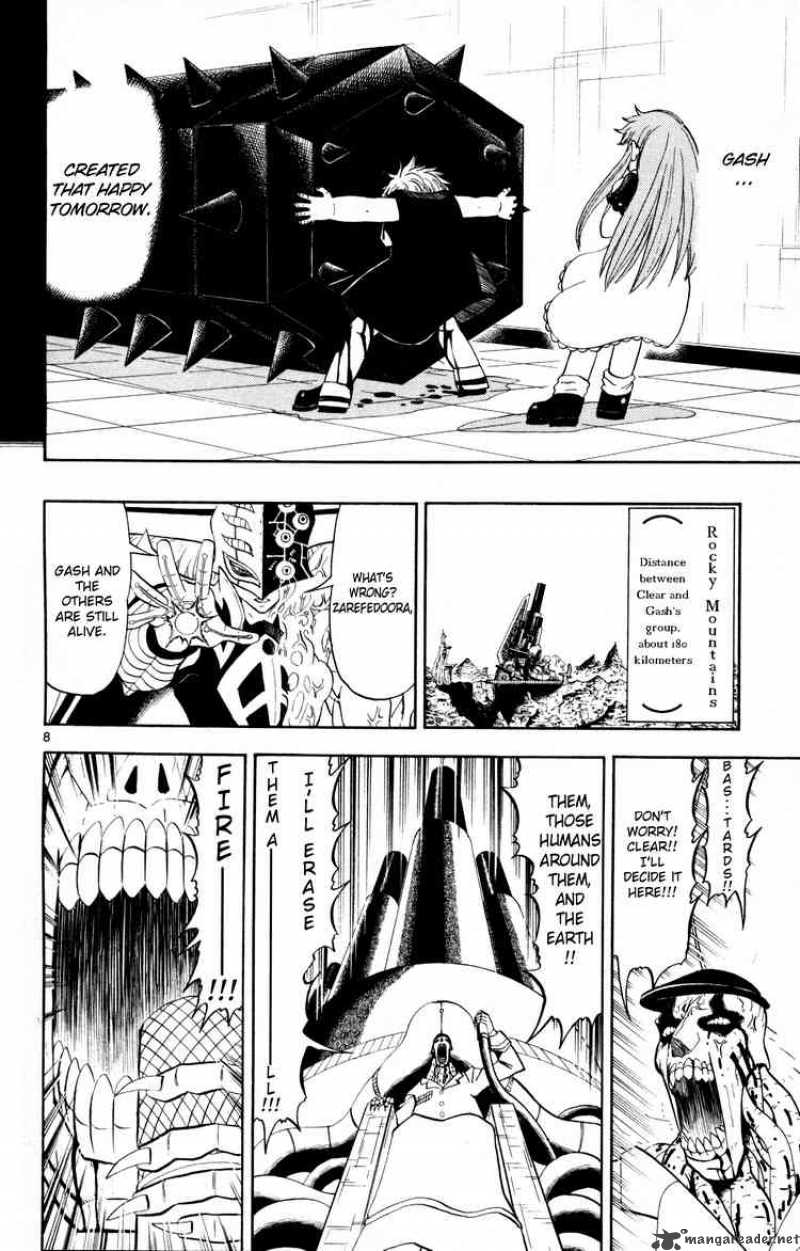 GASH
...
CREATED
THAT HAPPY
TOMORROW.
Rocky Mountains
Distance
between
Clear and
Gash's
group,
about 180
kilometers
WHAT'S
WRONG?
ZAREFEDOORA,
GASH AND
THE
OTHERS
ARE STILL
ALIVE.
8
BAS...TARDS!!
DON'T
WORRY!
CLEAR!!
I'LL
DECIDE IT
HERE!!!
THEM,
THOSE
HUMANS
AROUND
THEM,
AND THE
EARTH
!!
I'LL ERASE
THEM A——LL!!!
FIRE——!!!
mangareader.net